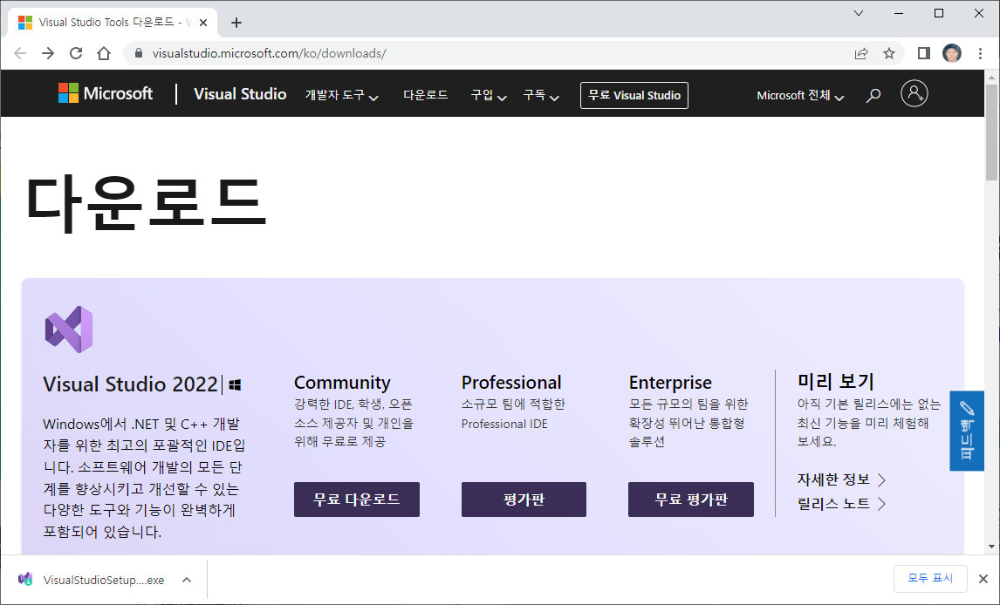 Visual Studio Tools 다운로드 - V
visualstudio.microsoft.com/ko/downloads/
Microsoft | Visual Studio 개발자 도구 다운로드 구입 구독 무료 Visual Studio Microsoft 전체
다운로드
Visual Studio 2022
Windows에서 .NET 및 C++ 개발
자를 위한 최고의 포괄적인 IDE입
니다. 소프트웨어 개발의 모든 단
계를 향상시키고 개선할 수 있는
다양한 도구와 기능이 완벽하게
포함되어 있습니다.
Community
강력한 IDE, 학생, 오픈
소스 제공자 및 개인을
위해 무료로 제공
무료 다운로드
Professional
소규모 팀에 적합한
Professional IDE
평가판
Enterprise
모든 규모의 팀을 위한
확장성 뛰어난 통합형
솔루션
무료 평가판
미리 보기
아직 기본 릴리스에는 없는
최신 기능을 미리 체험해
보세요.
자세한 정보
릴리스 노트
피드백
VisualStudioSetup....exe
모두 표시